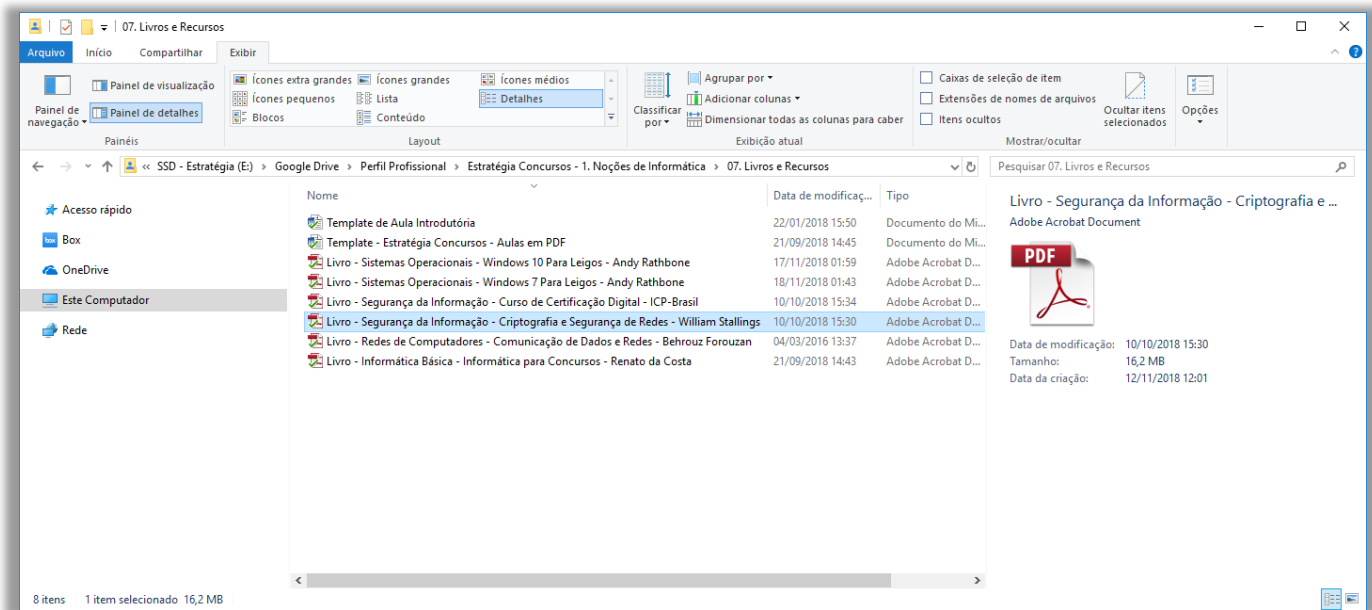 07. Livros e Recursos
Arquivo Início Compartilhar Exibir
Painel de navegação
Painel de visualização
Painel de detalhes
Painéis
Ícones extra grandes Ícones grandes Ícones médios
Ícones pequenos Lista Detalhes
Blocos Conteúdo
Layout
Classificar por
Agrupar por
Adicionar colunas
Dimensionar todas as colunas para caber
Exibição atual
Caixas de seleção de item
Extensões de nomes de arquivos
Itens ocultos
Ocultar itens selecionados
Mostrar/ocultar
Opções
« SSD - Estratégia (E:) > Google Drive > Perfil Profissional > Estratégia Concursos - 1. Noções de Informática > 07. Livros e Recursos
Pesquisar 07. Livros e Recursos
Acesso rápido
box Box
OneDrive
Este Computador
Rede
Nome Data de modificaç... Tipo
Template de Aula Introdutória 22/01/2018 15:50 Documento do Mi...
Template - Estratégia Concursos - Aulas em PDF 21/09/2018 14:45 Documento do Mi...
Livro - Sistemas Operacionais - Windows 10 Para Leigos - Andy Rathbone 17/11/2018 01:59 Adobe Acrobat D...
Livro - Sistemas Operacionais - Windows 7 Para Leigos - Andy Rathbone 18/11/2018 01:43 Adobe Acrobat D...
Livro - Segurança da Informação - Curso de Certificação Digital - ICP-Brasil 10/10/2018 15:34 Adobe Acrobat D...
Livro - Segurança da Informação - Criptografia e Segurança de Redes - William Stallings 10/10/2018 15:30 Adobe Acrobat D...
Livro - Redes de Computadores - Comunicação de Dados e Redes - Behrouz Forouzan 04/03/2016 13:37 Adobe Acrobat D...
Livro - Informática Básica - Informática para Concursos - Renato da Costa 21/09/2018 14:43 Adobe Acrobat D...
Livro - Segurança da Informação - Criptografia e ...
Adobe Acrobat Document
PDF
Data de modificação: 10/10/2018 15:30
Tamanho: 16,2 MB
Data da criação: 12/11/2018 12:01
8 itens 1 item selecionado 16,2 MB